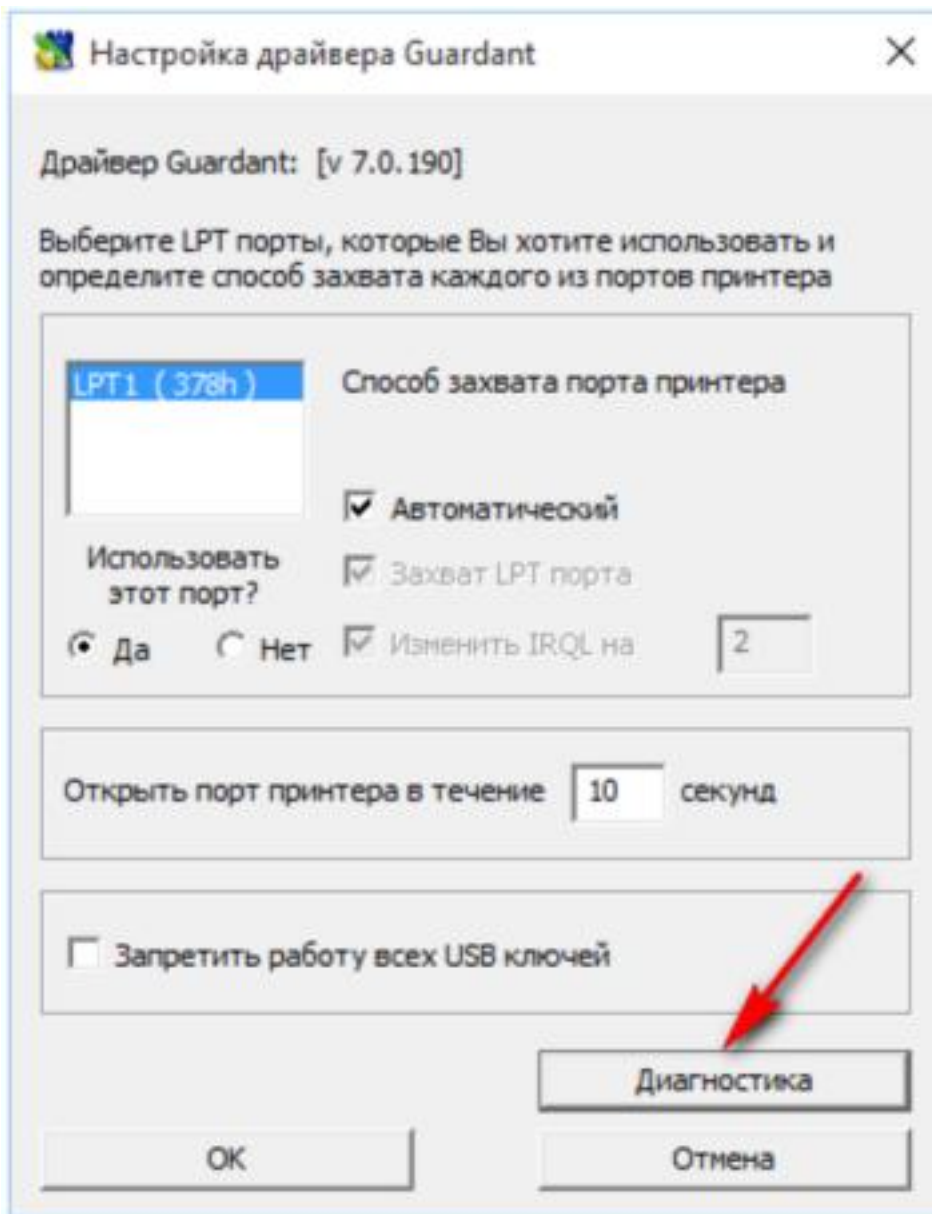 Настройка драйвера Guardant
Драйвер Guardant: [v 7.0.190]
Выберите LPT порты, которые Вы хотите использовать и
определите способ захвата каждого из портов принтера
LPT1 (378h)
Способ захвата порта принтера
Автоматический
Использовать
этот порт?
Захват LPT порта
Да
Нет
Изменить IRQL на
2
Открыть порт принтера в течение 10 секунд
Запретить работу всех USB ключей
Диагностика
OK
Отмена